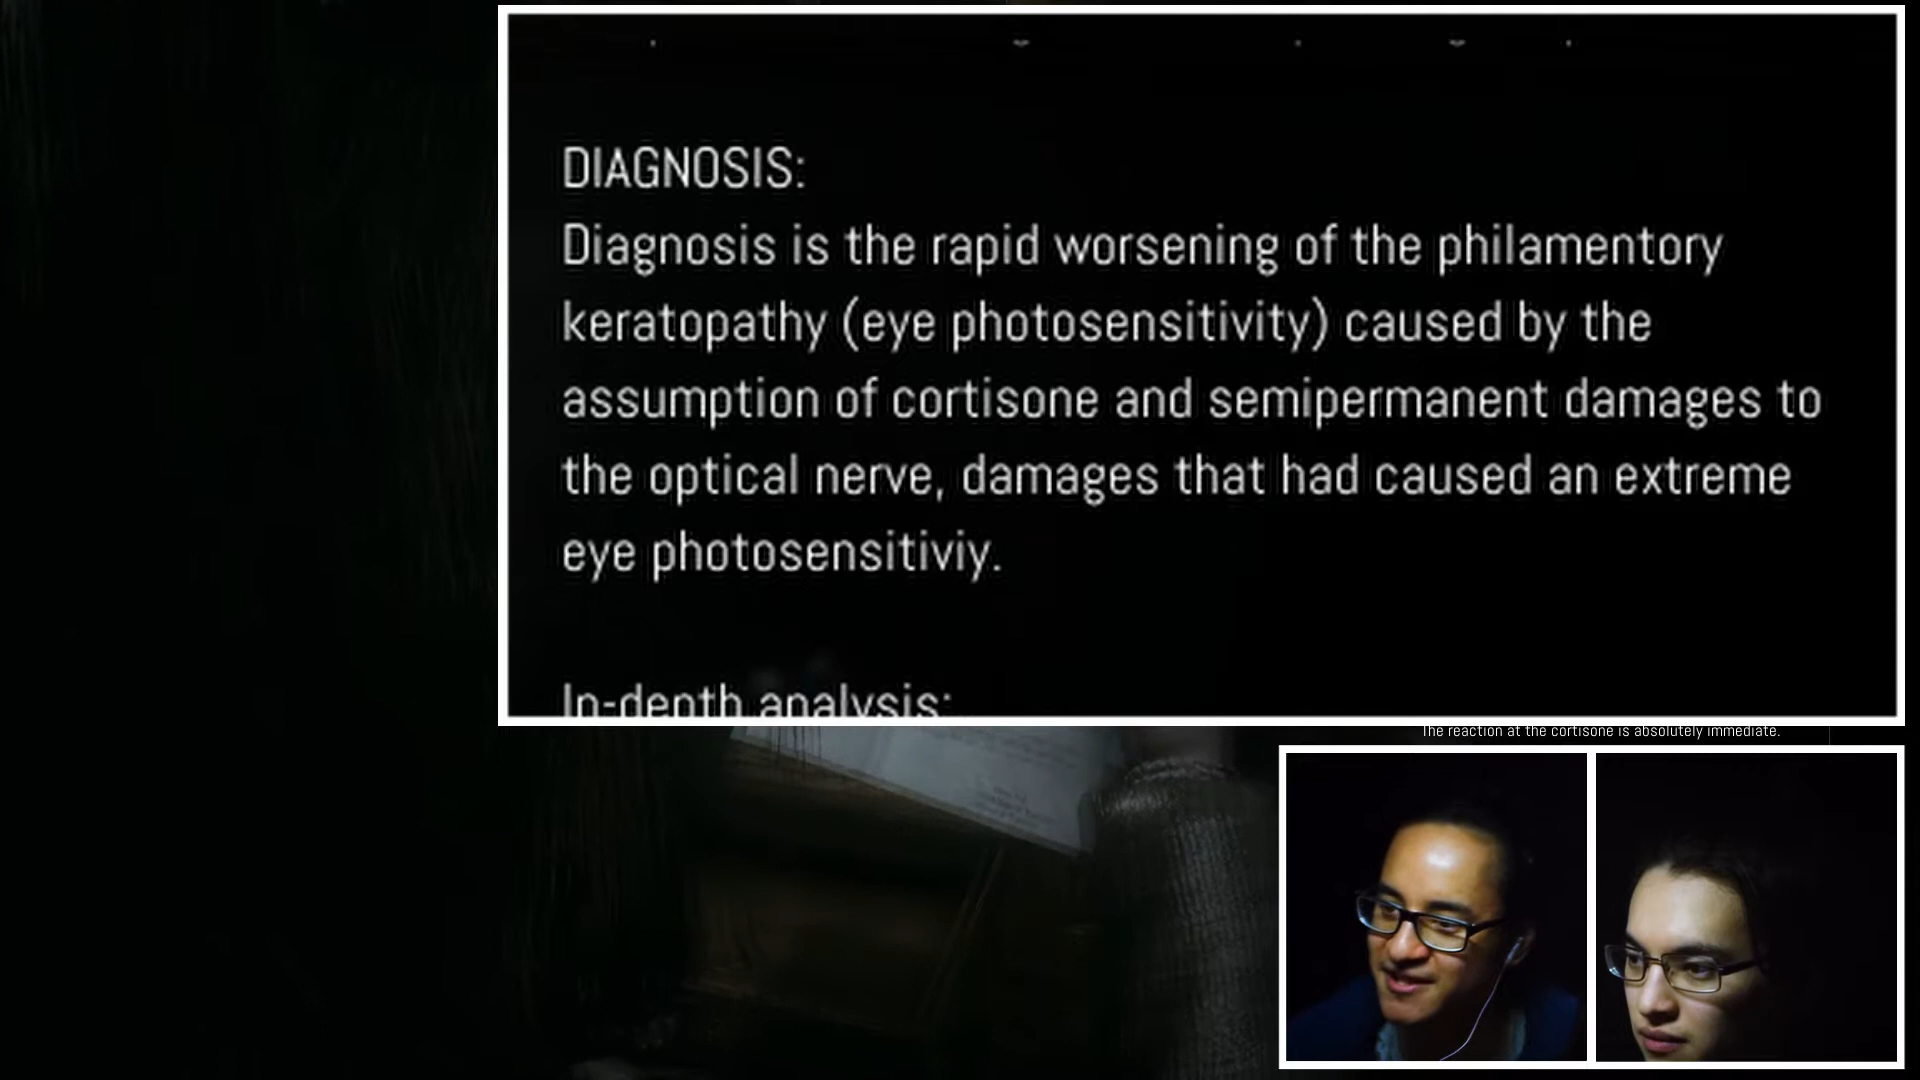 DIAGNOSIS:
Diagnosis is the rapid worsening of the philamentory
keratopathy (eye photosensitivity) caused by the
assumption of cortisone and semipermanent damages to
the optical nerve, damages that had caused an extreme
eye photosensitiviy.
In-depth analysis:
The reaction at the cortisone is absolutely immediate.